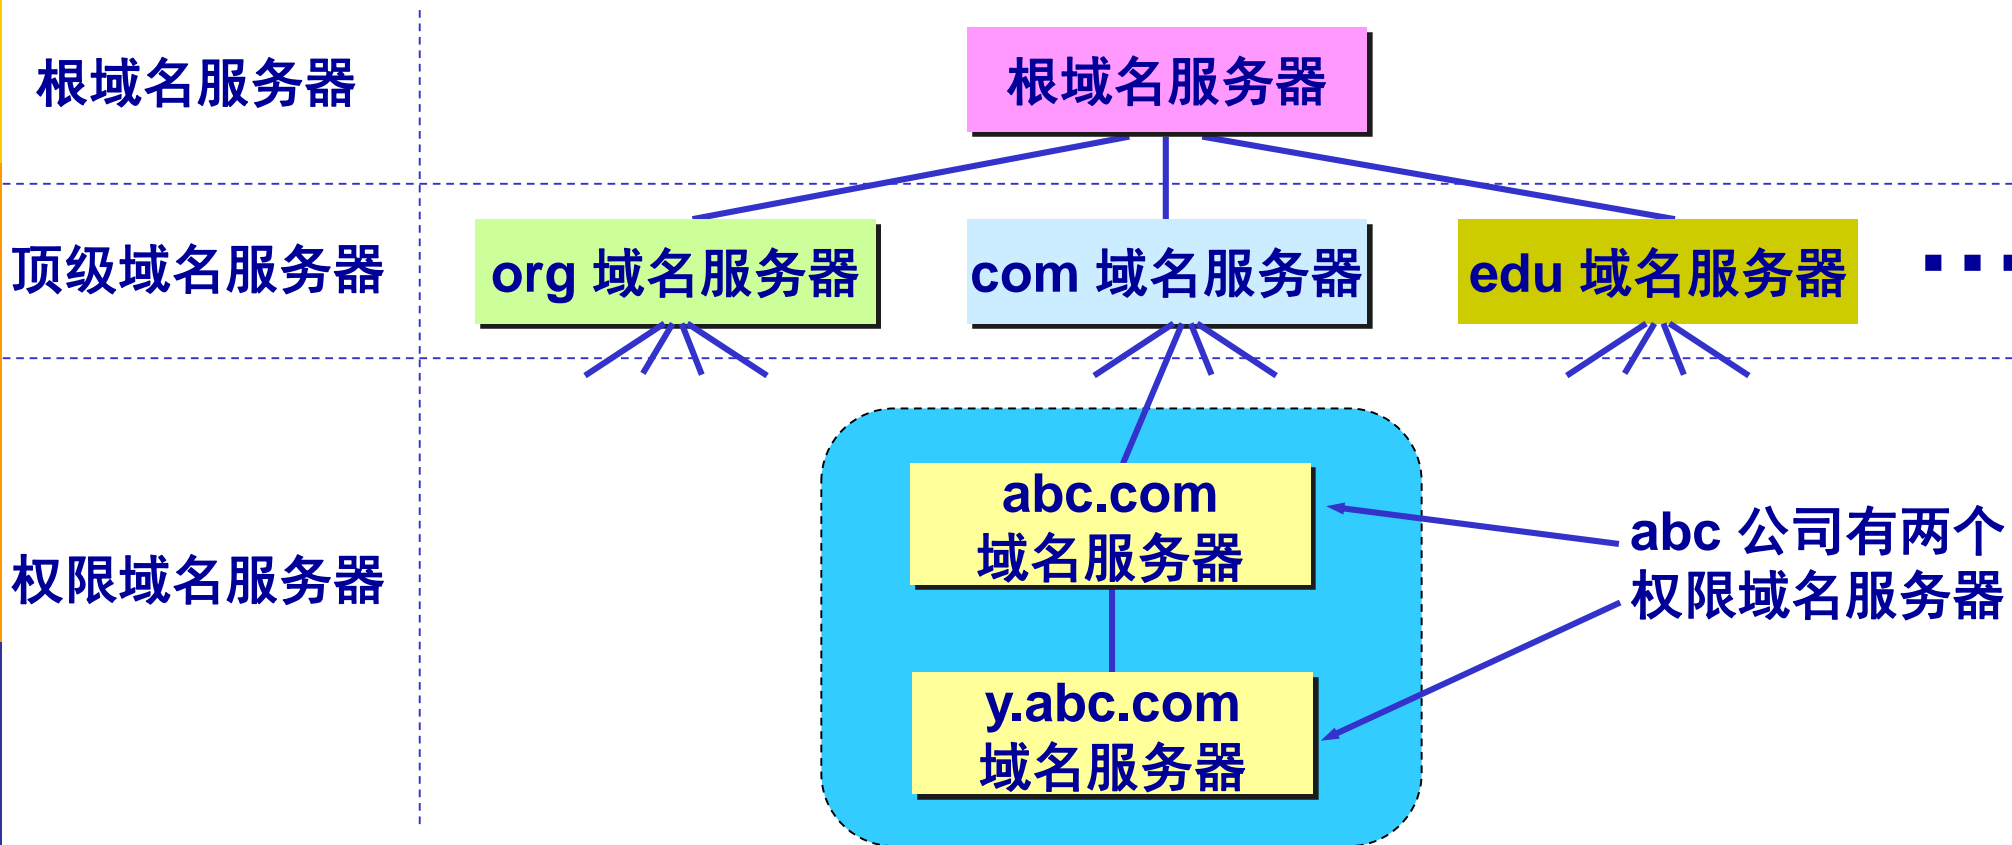 根域名服务器
根域名服务器
顶级域名服务器
org 域名服务器
com 域名服务器
edu 域名服务器
…
权限域名服务器
abc.com
域名服务器
y.abc.com
域名服务器
abc 公司有两个
权限域名服务器